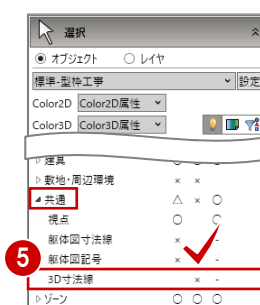 選択
オブジェクト レイヤ
標準-型枠工事 設定
Color2D Color2D属性
Color3D Color3D属性
建具 ○ ○ ○
敷地・周辺環境 × ×
共通 △ × ○
視点 ○ ○
躯体図寸法線 × -
躯体図記号 × -
5
3D寸法線 × -
ゾーン ○ ○ ○